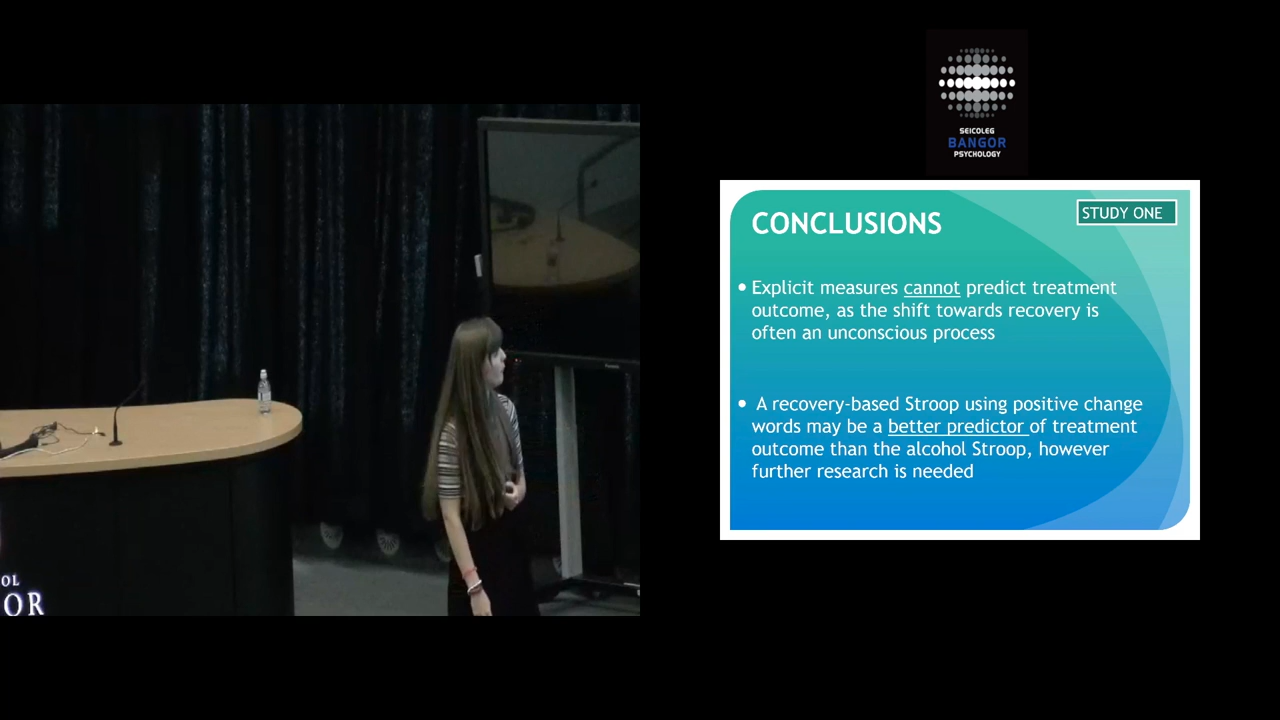 SEICOLEG
BANGOR
PSYCHOLOGY
STUDY ONE
CONCLUSIONS
• Explicit measures cannot predict treatment
outcome, as the shift towards recovery is
often an unconscious process
• A recovery-based Stroop using positive change
words may be a better predictor of treatment
outcome than the alcohol Stroop, however
further research is needed
OL
OR